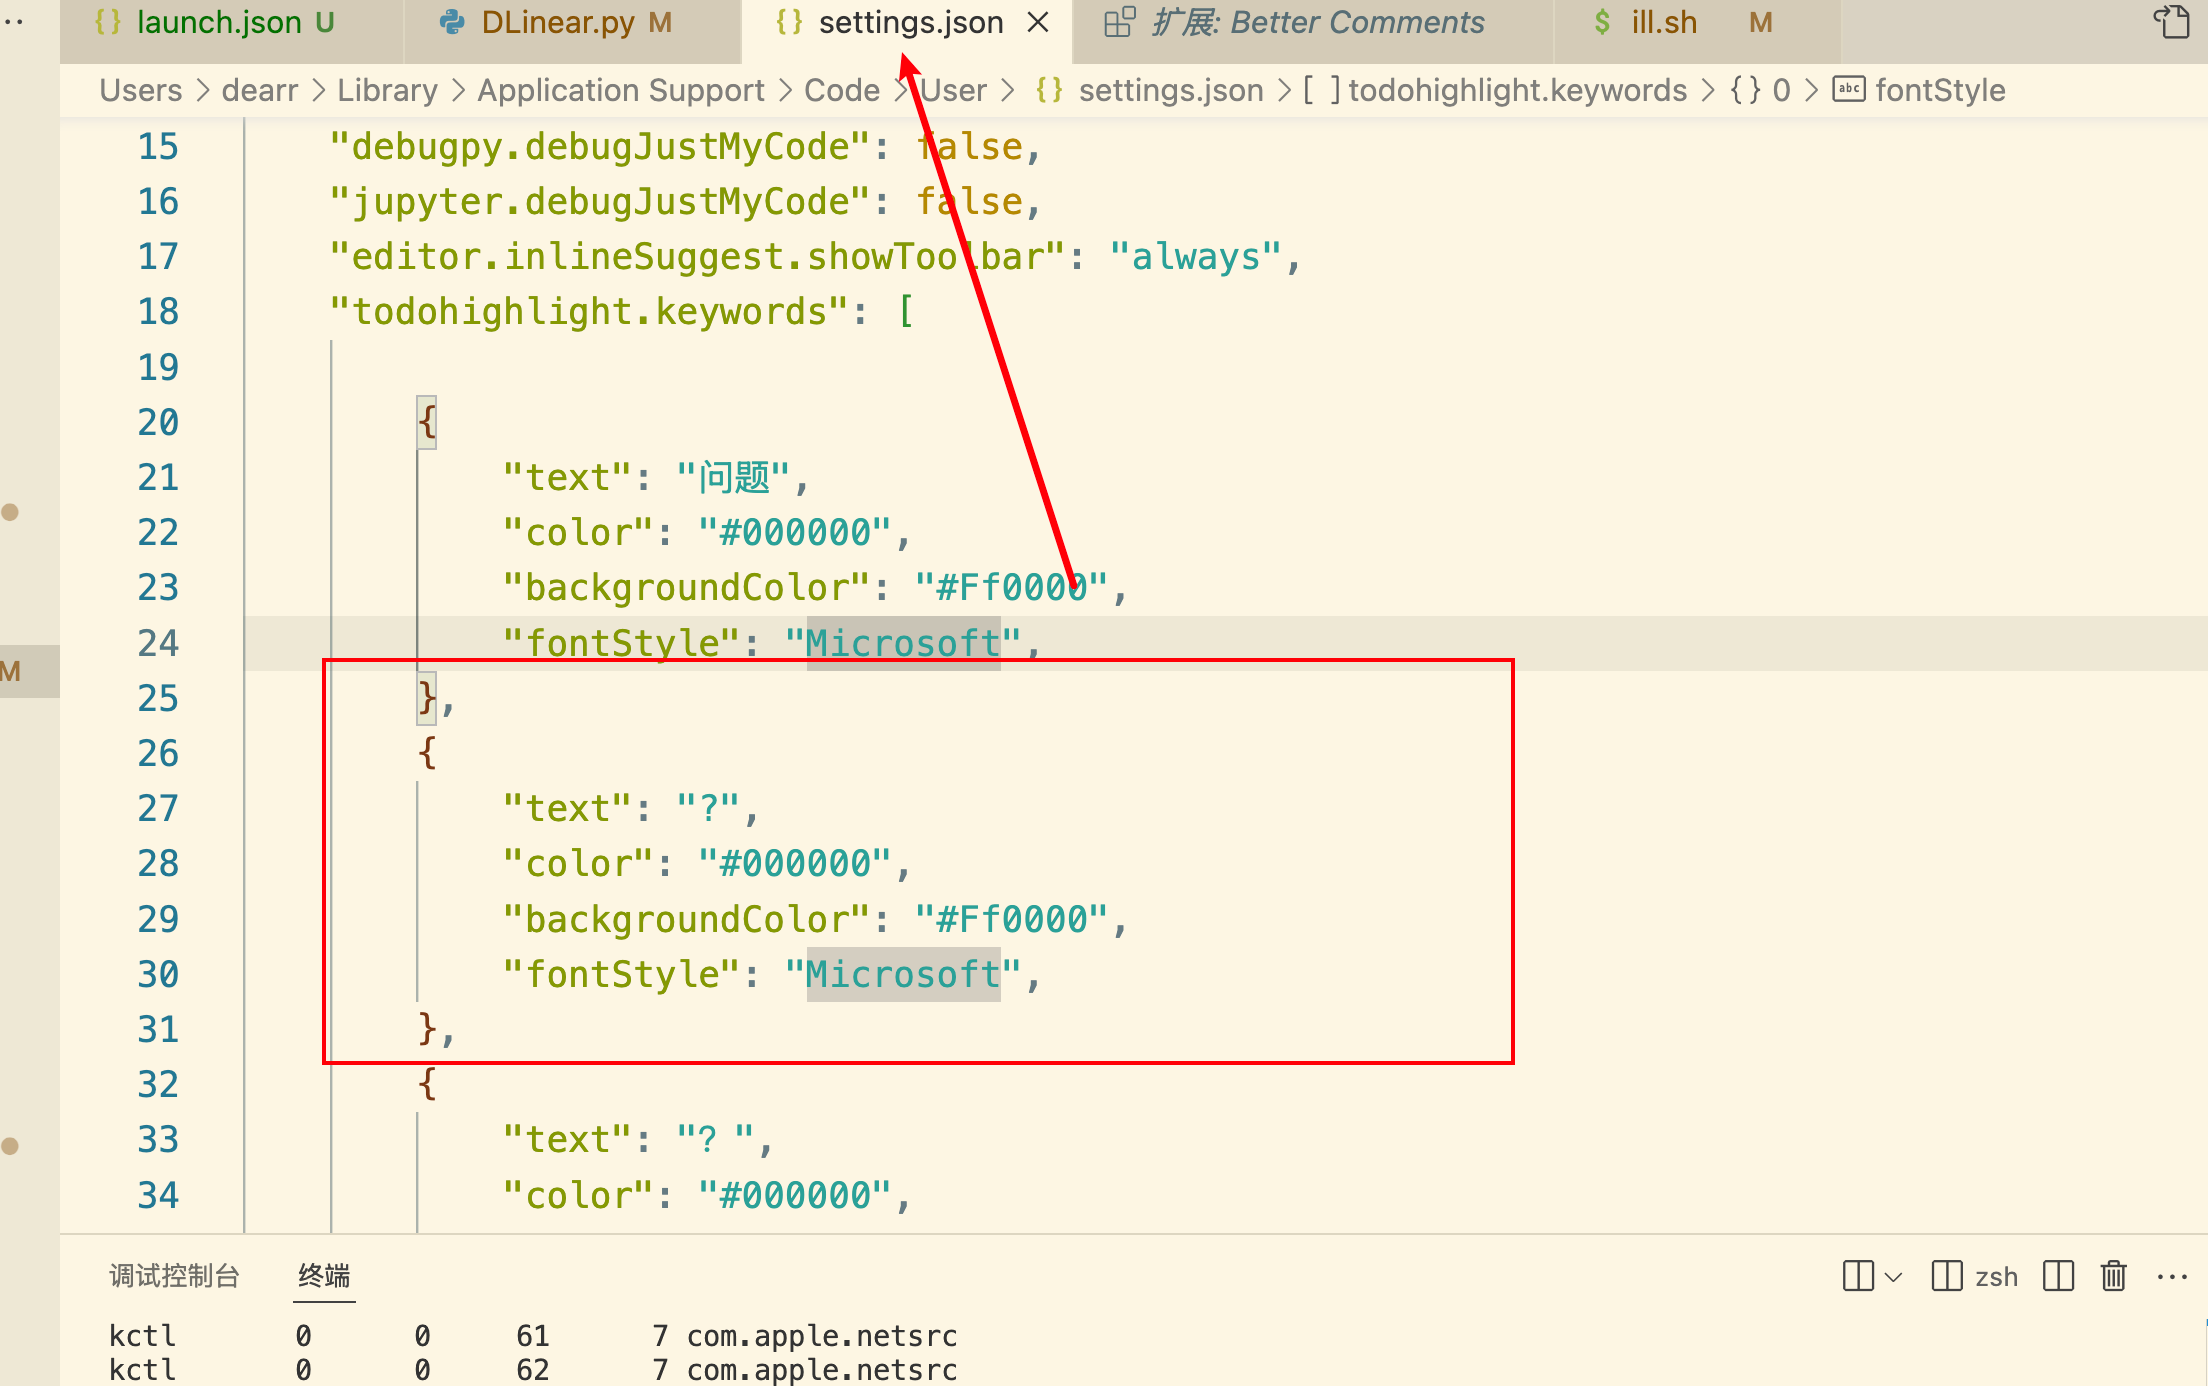 launch.json U DLinear.py M settings.json 扩展: Better Comments $ ill.sh M
Users > dearr > Library > Application Support > Code > User > {} settings.json > [ ] todohighlight.keywords > {} 0 > abc fontStyle
15 "debugpy.debugJustMyCode": false,
16 "jupyter.debugJustMyCode": false,
17 "editor.inlineSuggest.showToolbar": "always",
18 "todohighlight.keywords": [
19
20 {
21 "text": "问题",
22 "color": "#000000",
23 "backgroundColor": "#Ff0000",
24 "fontStyle": "Microsoft",
M
25 },
26 {
27 "text": "?",
28 "color": "#000000",
29 "backgroundColor": "#Ff0000",
30 "fontStyle": "Microsoft",
31 },
32 {
33 "text": "？",
34 "color": "#000000",
调试控制台 终端 zsh
kctl 0 0 61 7 com.apple.netsrc
kctl 0 0 62 7 com.apple.netsrc